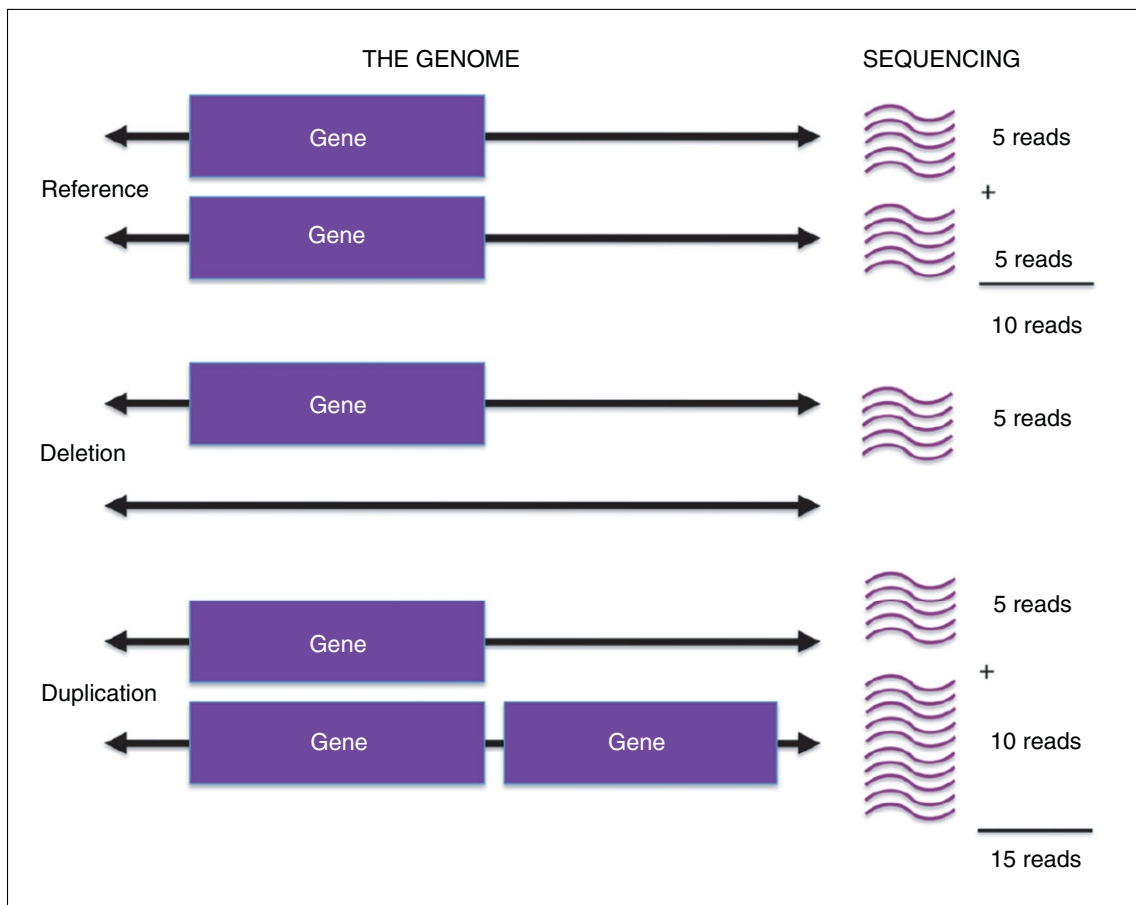 THE GENOME
SEQUENCING
Gene
5 reads
Reference
+
Gene
5 reads
10 reads
Gene
5 reads
Deletion
Gene
5 reads
Duplication
+
Gene
Gene
10 reads
15 reads